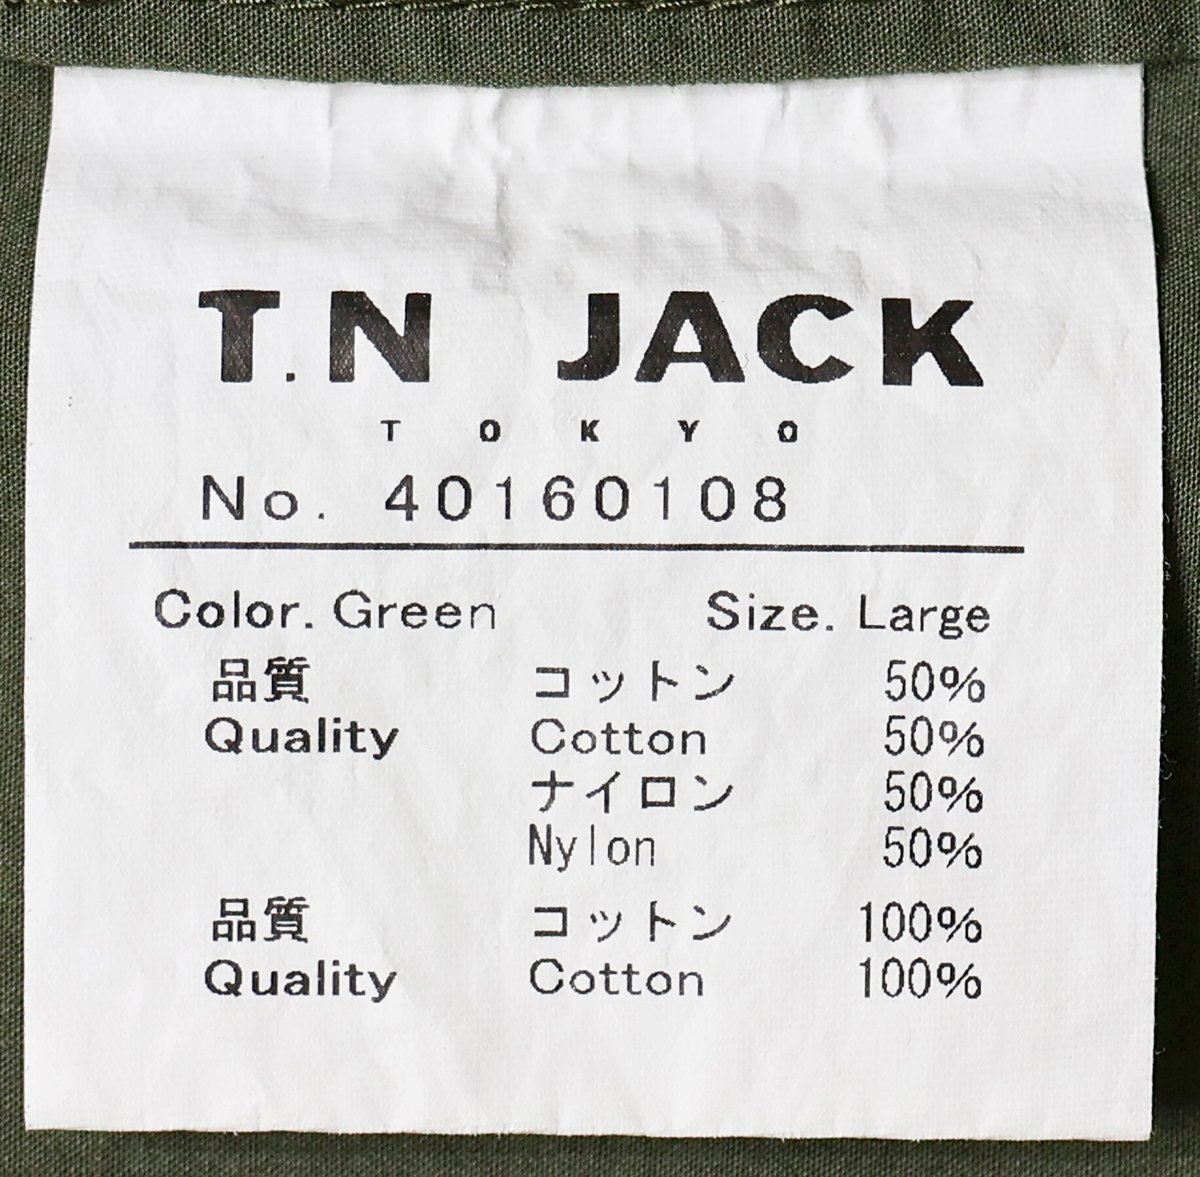 T.N JACK
TOKYO
No. 40160108
Color. Green Size. Large
品質 コットン 50%
Quality Cotton 50%
ナイロン 50%
Nylon 50%
品質 コットン 100%
Quality Cotton 100%